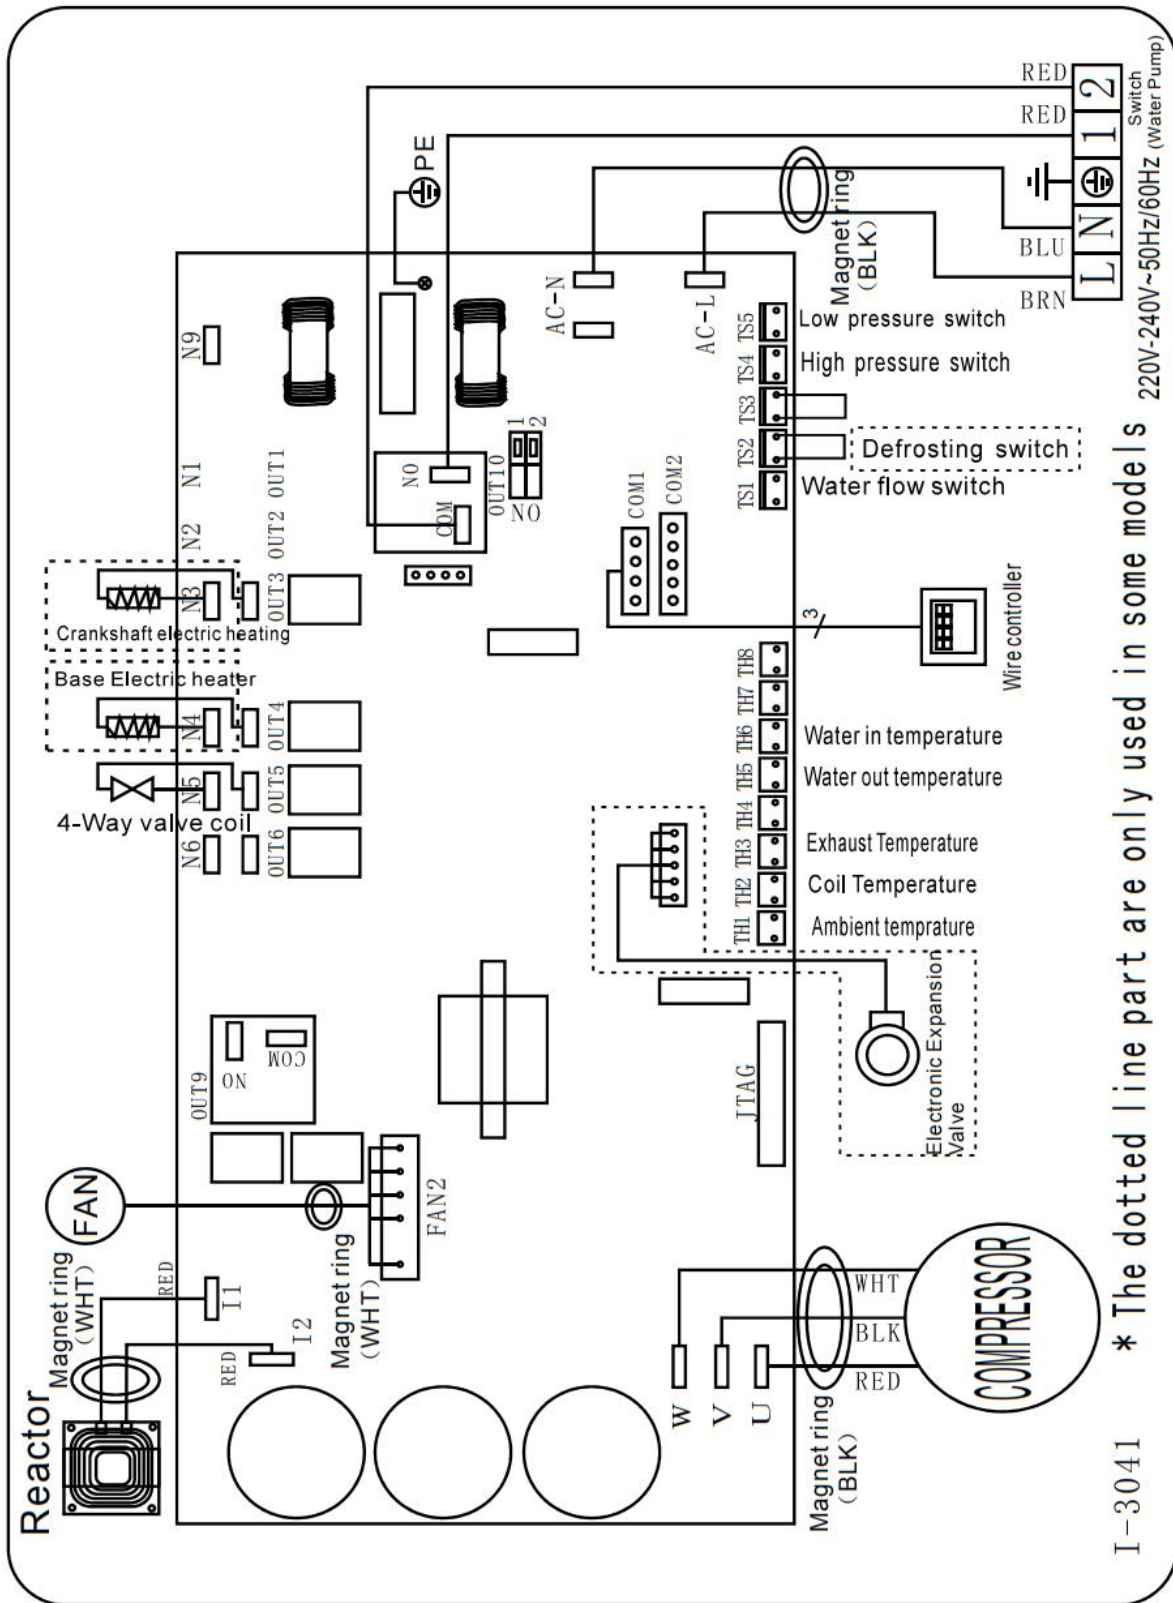 Reactor
Magnet ring
(WHT)
FAN
RED
I1
RED
I2
Magnet ring
(WHT)
FAN2
OUT9
NO
COM
4-Way valve coil
N6
OUT6
N5
OUT5
Base Electric heater
N4
OUT4
Crankshaft electric heating
N3
OUT3
N2
OUT2
N1
OUT1
N9
COM
NO
OUT10
1
2
NO
PE
AC-N
AC-L
COM1
COM2
3
Wire controller
W
V
U
WHT
BLK
RED
Magnet ring
(BLK)
COMPRESSOR
JTAG
Electronic Expansion
Valve
TH1
Ambient temprature
TH2
Coil Temperature
TH3
Exhaust Temperature
TH4
TH5
Water out temperature
TH6
Water in temperature
TH7
TH8
TS1
Water flow switch
TS2
Defrosting switch
TS3
TS4
High pressure switch
TS5
Low pressure switch
Magnet ring
(BLK)
BRN
BLU
RED
RED
L N 1 2
220V-240V~50Hz/60Hz
Switch
(Water Pump)
I-3041
* The dotted line part are only used in some models